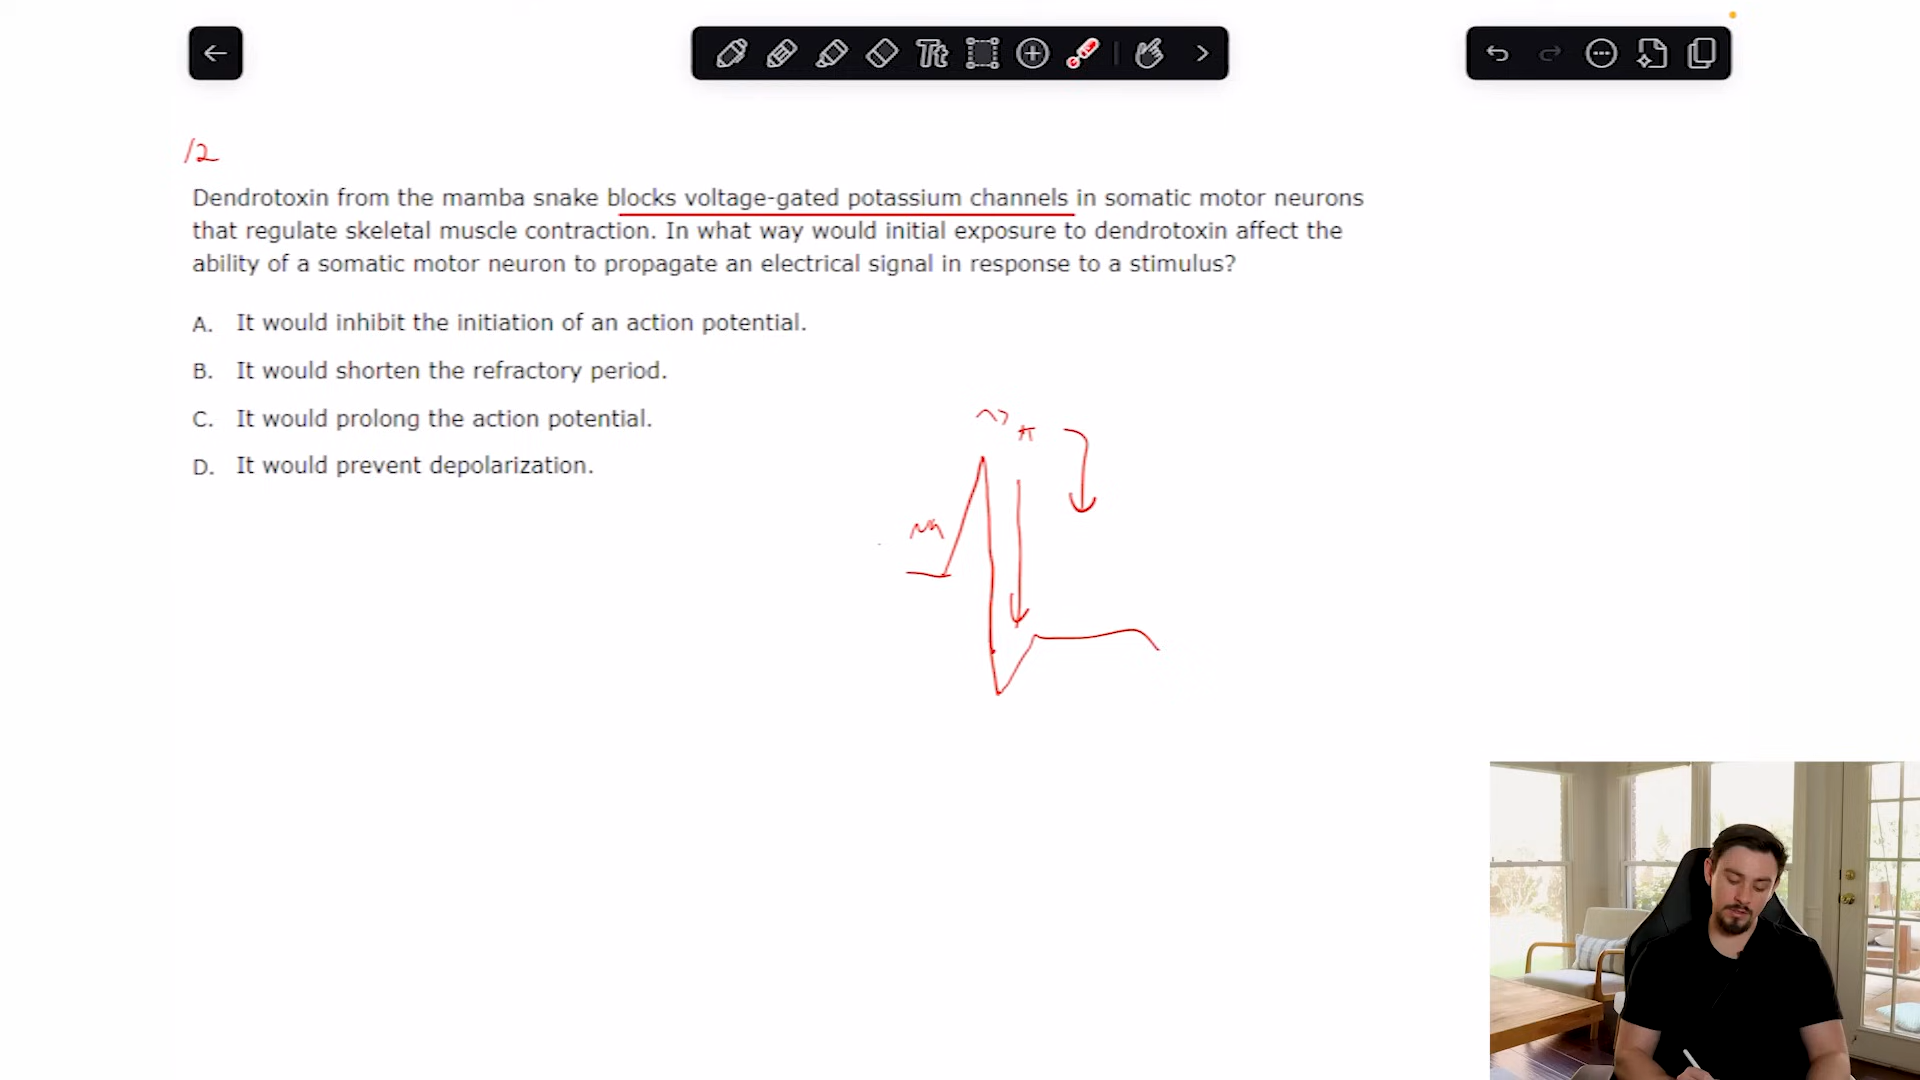 Tt
12
Dendrotoxin from the mamba snake blocks voltage-gated potassium channels in somatic motor neurons
that regulate skeletal muscle contraction. In what way would initial exposure to dendrotoxin affect the
ability of a somatic motor neuron to propagate an electrical signal in response to a stimulus?
A. It would inhibit the initiation of an action potential.
B. It would shorten the refractory period.
C. It would prolong the action potential.
D. It would prevent depolarization.
Na